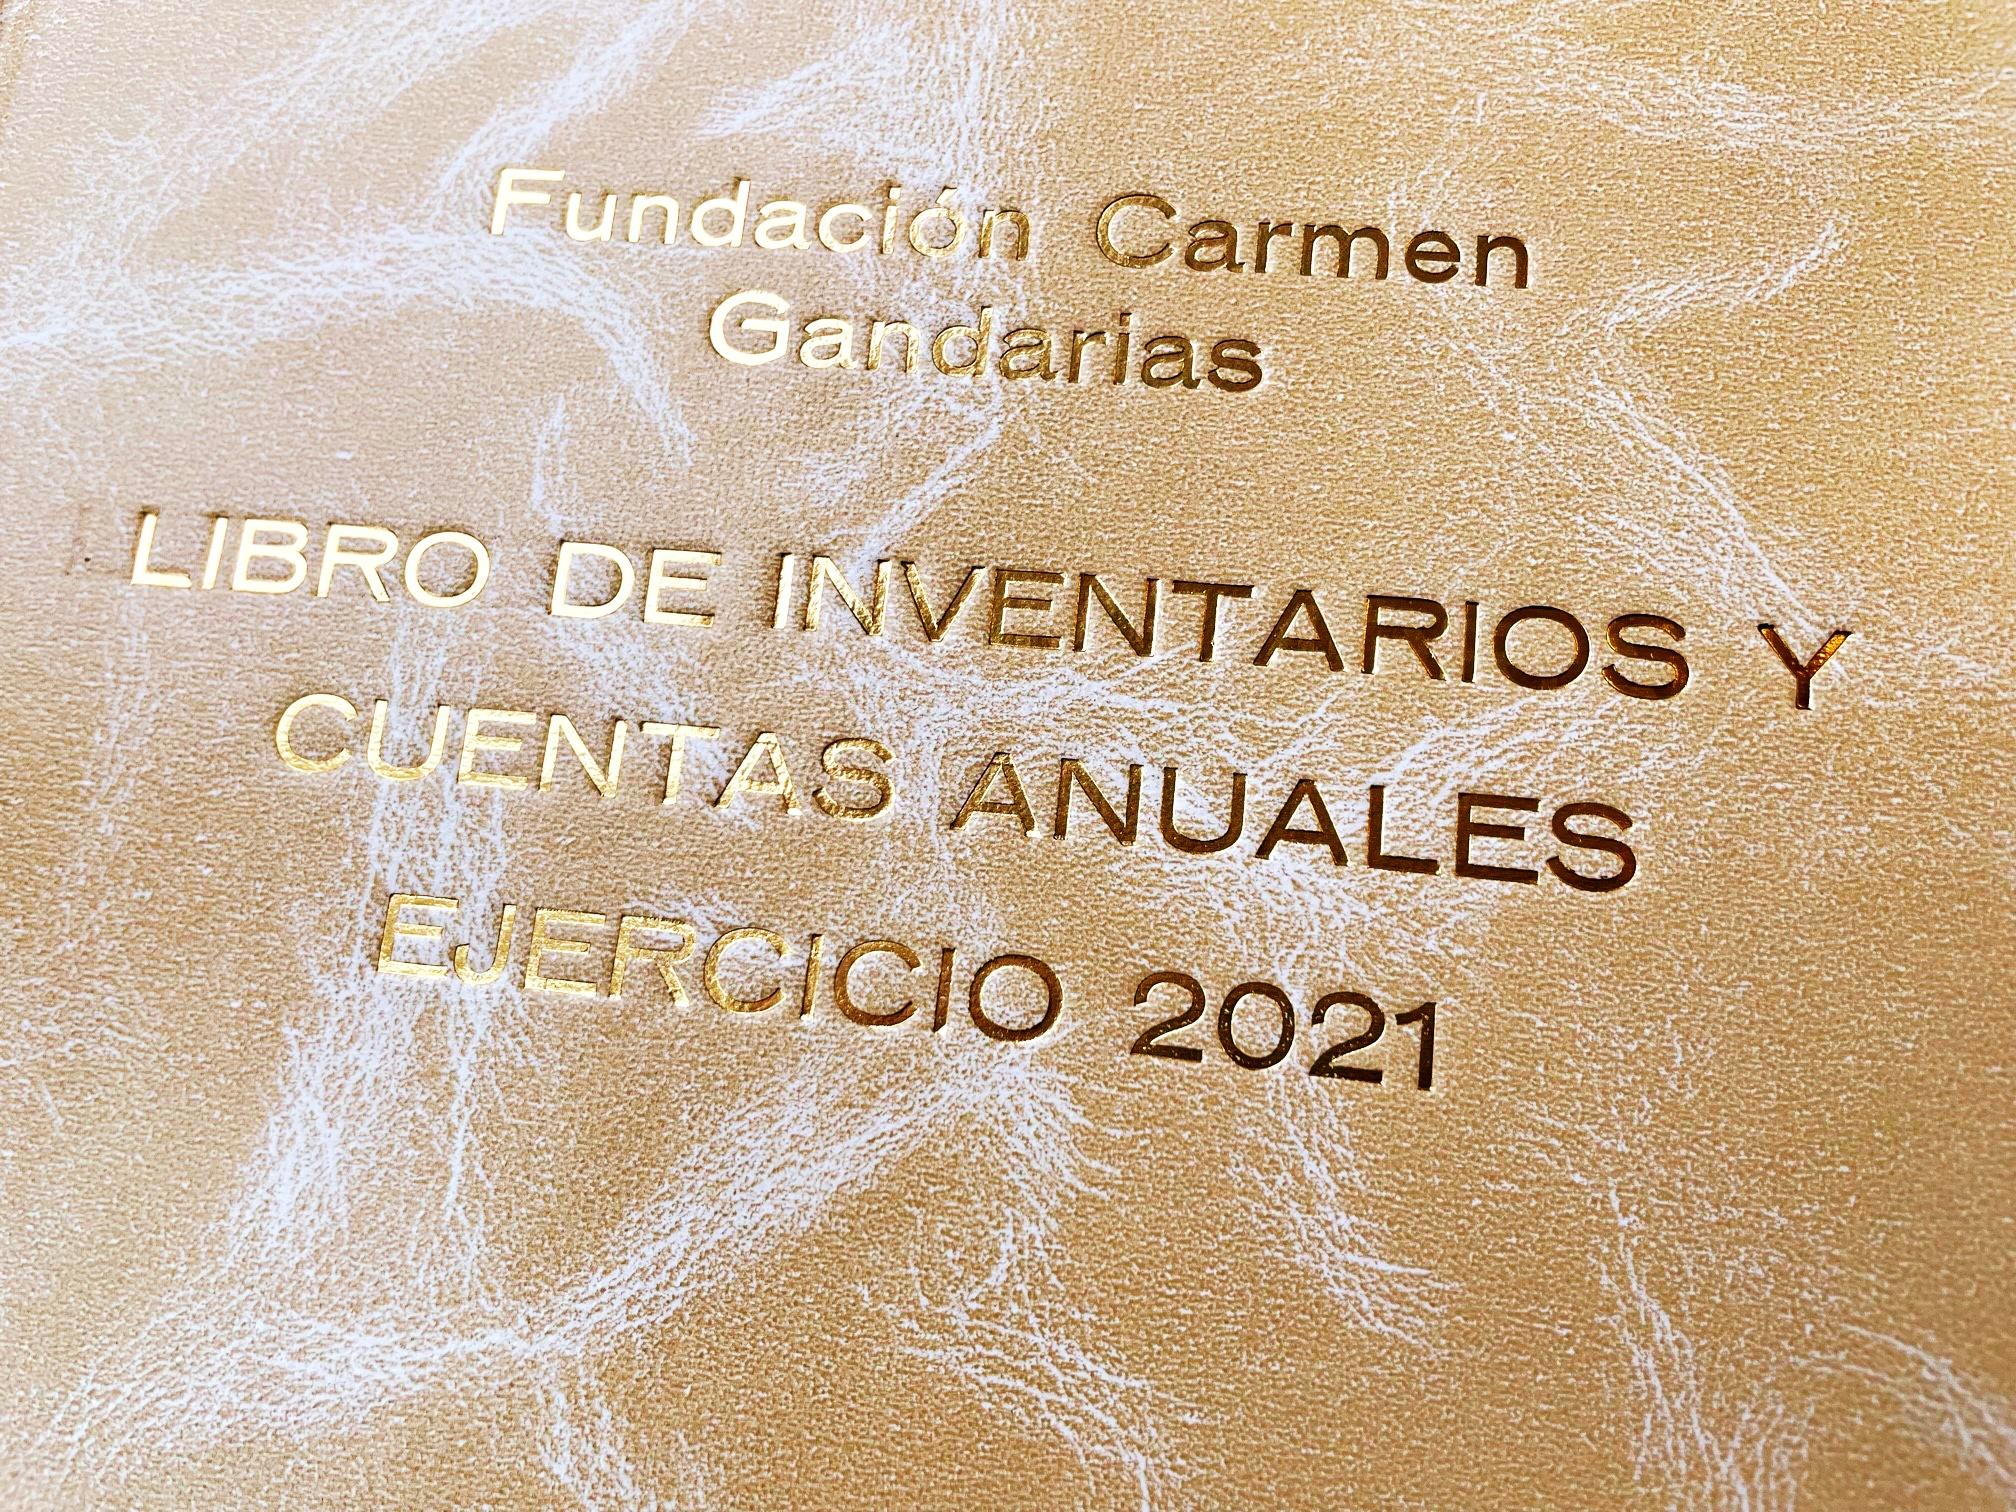 Fundación Carmen
Gandarias
LIBRO DE INVENTARIOS Y
CUENTAS ANUALES
EJERCICIO 2021